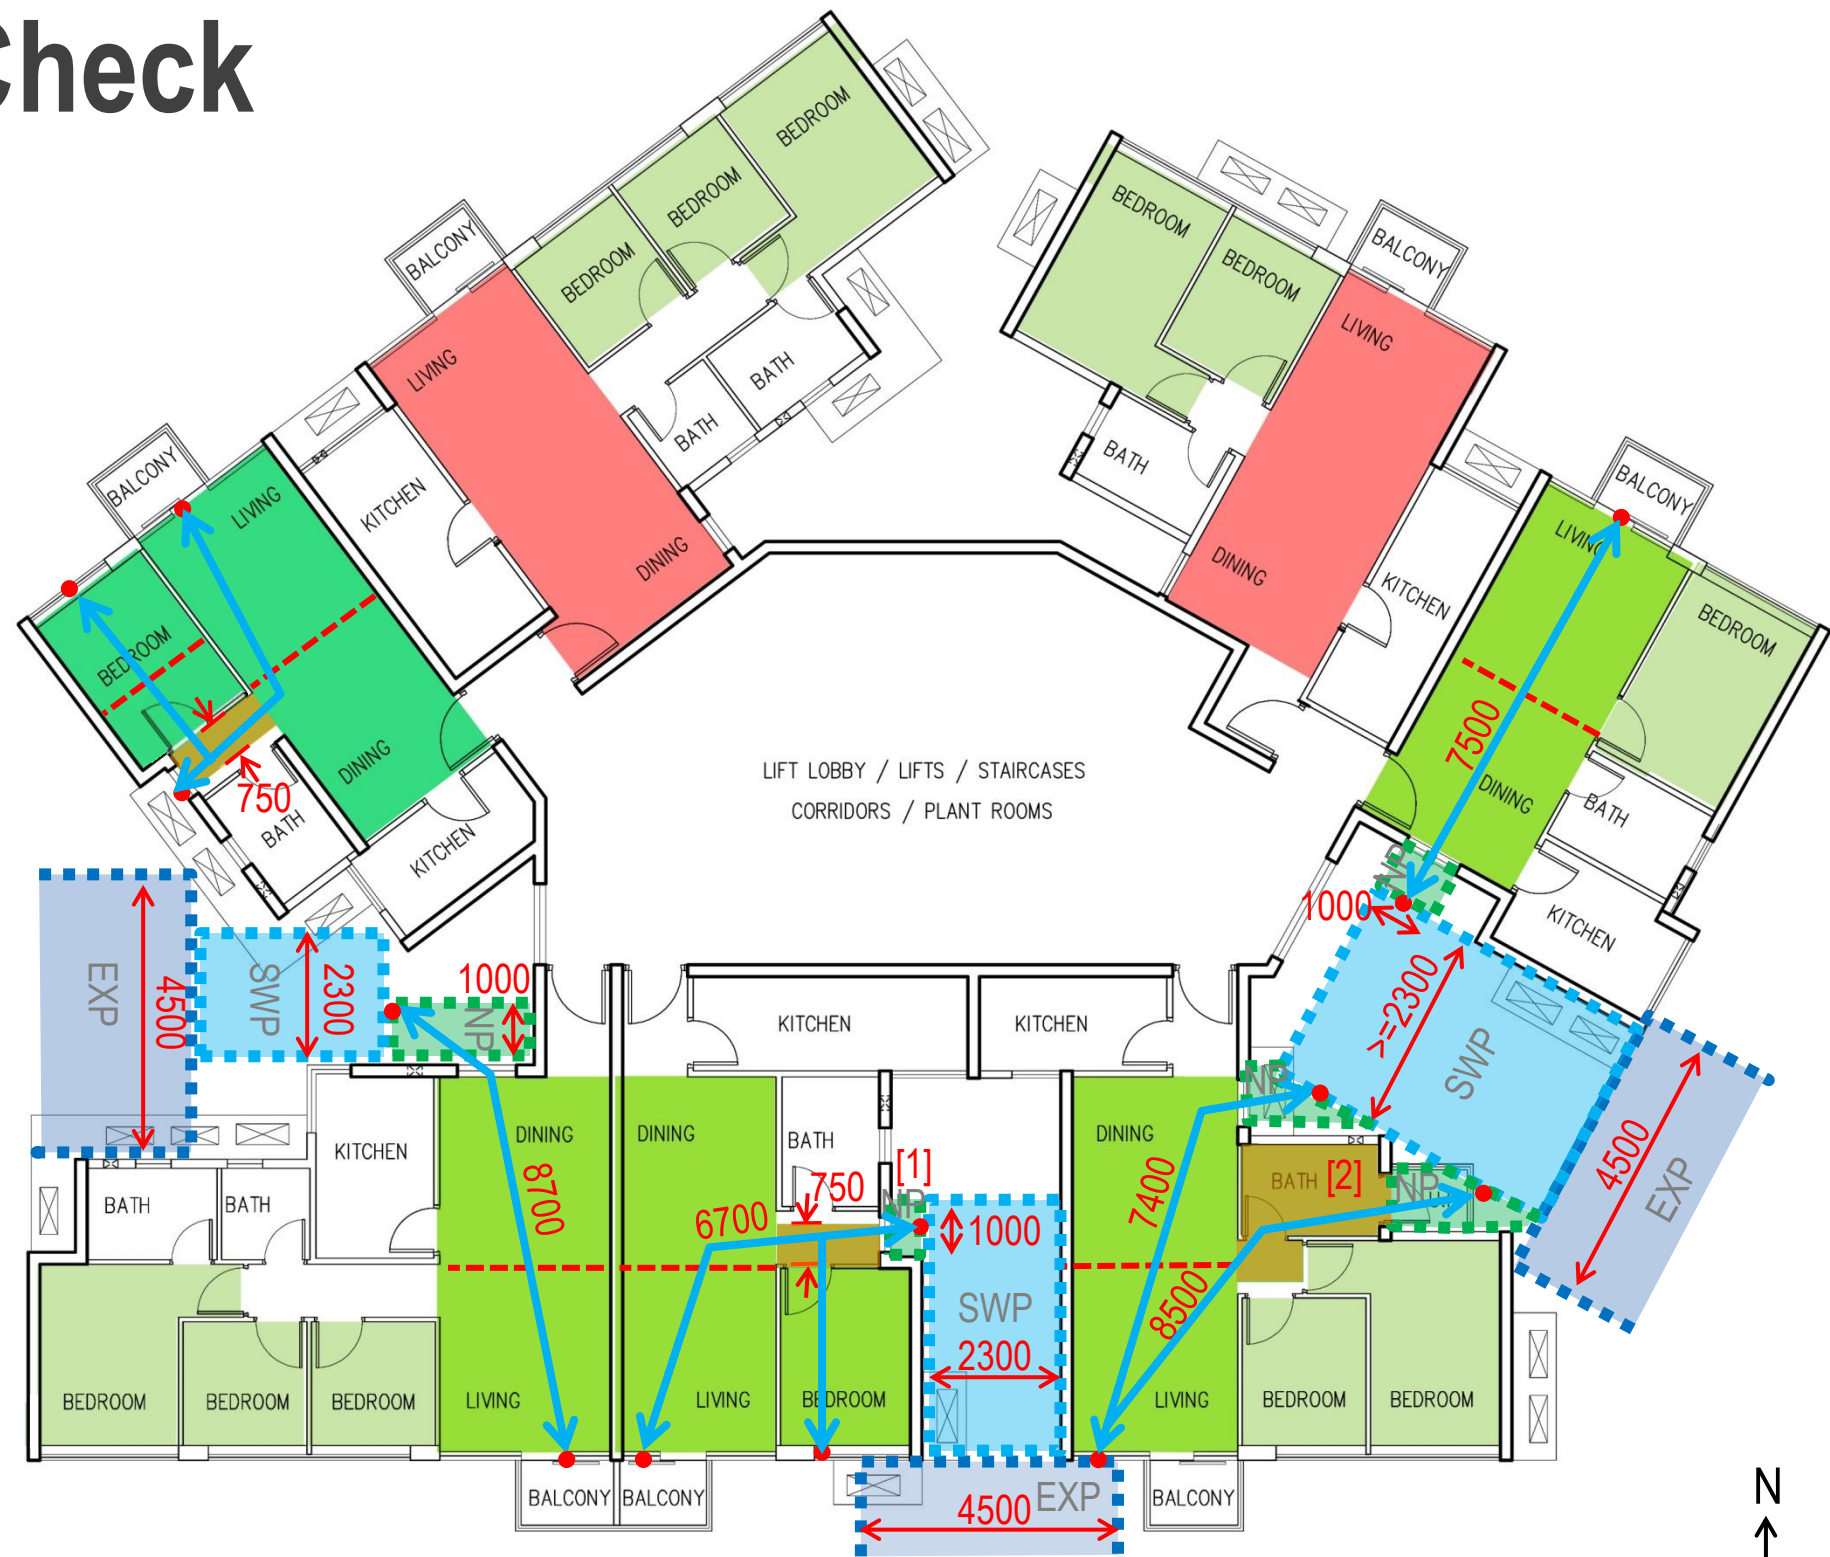 Check
BEDROOM
BEDROOM
BEDROOM
BALCONY
LIVING
BATH
BATH
DINING
KITCHEN
BEDROOM
BEDROOM
BALCONY
LIVING
BATH
DINING
KITCHEN
BALCONY
LIVING
BEDROOM
DINING
750
BATH
KITCHEN
BALCONY
LIVING
BEDROOM
7500
DINING
BATH
KITCHEN
NP
1000
LIFT LOBBY / LIFTS / STAIRCASES
CORRIDORS / PLANT ROOMS
EXP
4500
SWP
2300
1000
NP
KITCHEN
KITCHEN
>=2300
SWP
NP
4500
EXP
KITCHEN
DINING
DINING
BATH
[1]
DINING
BATH
BATH
8700
6700
750
NP
1000
7400
BATH
[2]
NP
8500
SWP
2300
BEDROOM
BEDROOM
BEDROOM
LIVING
LIVING
BEDROOM
LIVING
BEDROOM
BEDROOM
BALCONY
BALCONY
4500
EXP
BALCONY
N